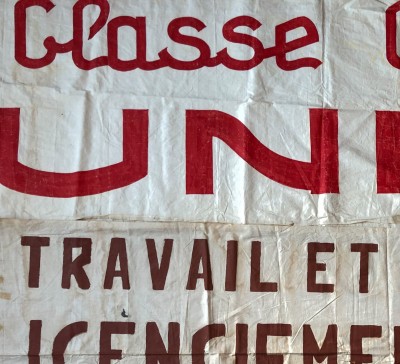 Classe
UNI
TRAVAIL ET
ICENCIEME